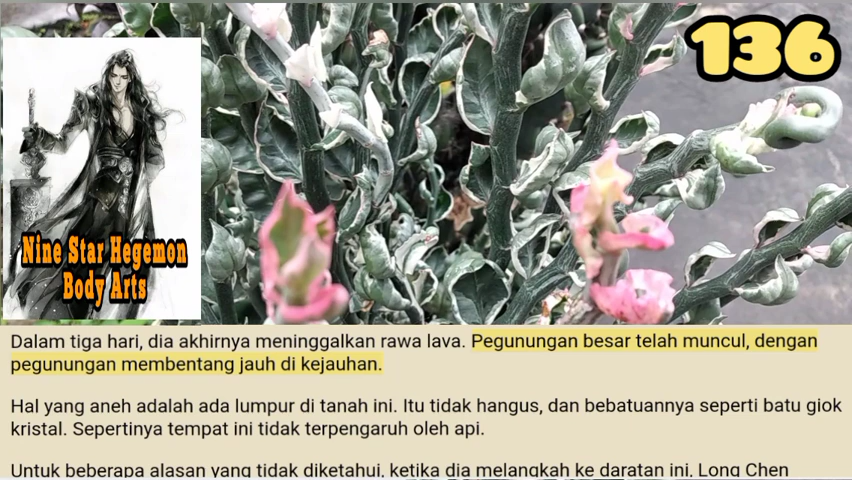 136
Nine Star Hegemon
Body Arts
Dalam tiga hari, dia akhirnya meninggalkan rawa lava. Pegunungan besar telah muncul, dengan
pegunungan membentang jauh di kejauhan.
Hal yang aneh adalah ada lumpur di tanah ini. Itu tidak hangus, dan bebatuannya seperti batu giok
kristal. Sepertinya tempat ini tidak terpengaruh oleh api.
Untuk beberapa alasan yang tidak diketahui, ketika dia melangkah ke daratan ini, Long Chen